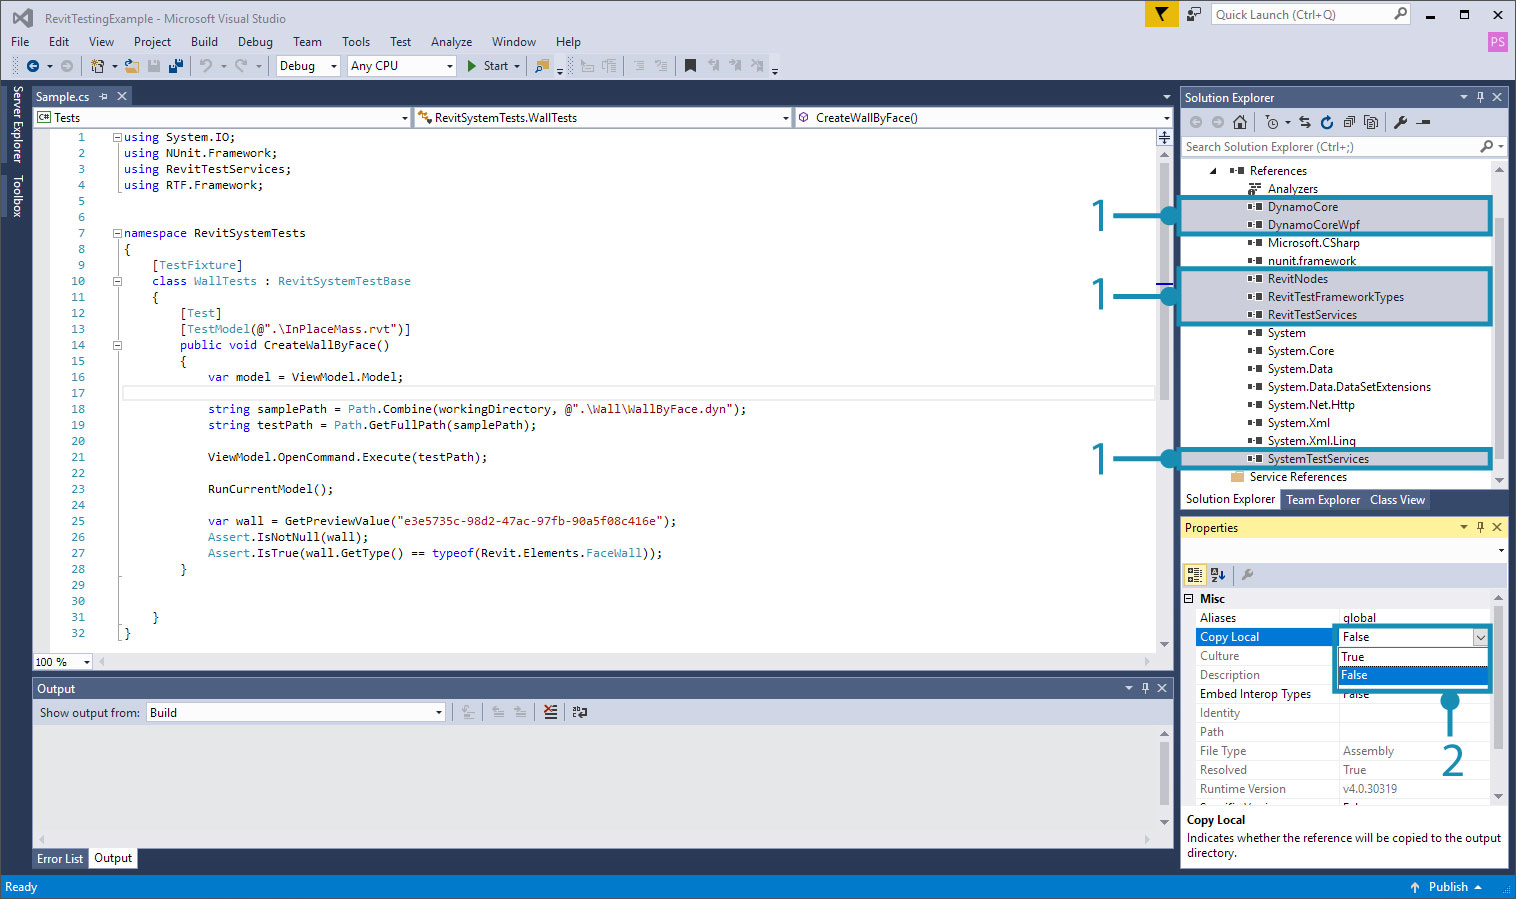 RevitTestingExample - Microsoft Visual Studio
Quick Launch (Ctrl+Q)
File Edit View Project Build Debug Team Tools Test Analyze Window Help
PS
Debug Any CPU Start
Server Explorer
Toolbox
Sample.cs
C# Tests RevitSystemTests.WallTests CreateWallByFace()
1 using System.IO;
2 using NUnit.Framework;
3 using RevitTestServices;
4 using RTF.Framework;
5
6
7 namespace RevitSystemTests
8 {
9 [TestFixture]
10 class WallTests : RevitSystemTestBase
11 {
12 [Test]
13 [TestModel(@".\InPlaceMass.rvt")]
14 public void CreateWallByFace()
15 {
16 var model = ViewModel.Model;
17
18 string samplePath = Path.Combine(workingDirectory, @".\Wall\WallByFace.dyn");
19 string testPath = Path.GetFullPath(samplePath);
20
21 ViewModel.OpenCommand.Execute(testPath);
22
23 RunCurrentModel();
24
25 var wall = GetPreviewValue("e3e5735c-98d2-47ac-97fb-90a5f08c416e");
26 Assert.IsNotNull(wall);
27 Assert.IsTrue(wall.GetType() == typeof(Revit.Elements.FaceWall));
28 }
29
30
31 }
32 }
100 %
Output
Show output from: Build
Error List Output
Solution Explorer
Search Solution Explorer (Ctrl+;)
References
Analyzers
DynamoCore
1
DynamoCoreWpf
Microsoft.CSharp
nunit.framework
RevitNodes
1
RevitTestFrameworkTypes
RevitTestServices
System
System.Core
System.Data
System.Data.DataSetExtensions
System.Net.Http
System.Xml
System.Xml.Linq
1
SystemTestServices
Service References
Solution Explorer Team Explorer Class View
Properties
Misc
Aliases global
Copy Local False
Culture True
Description False
Embed Interop Types False
Identity
Path
2
File Type Assembly
Resolved True
Runtime Version v4.0.30319
Copy Local
Indicates whether the reference will be copied to the output
directory.
Ready Publish